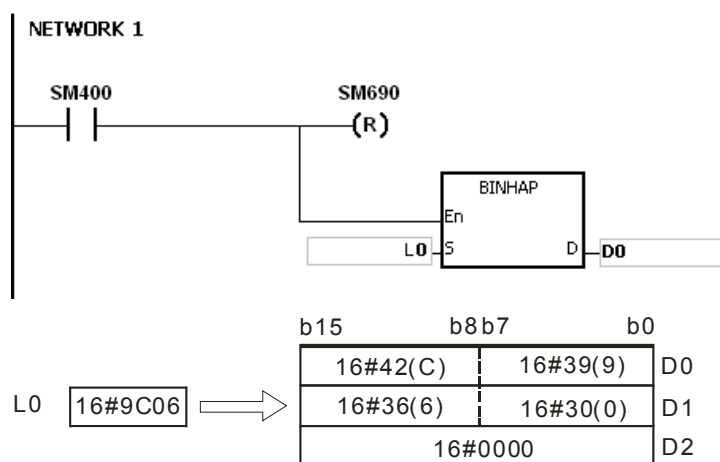 NETWORK 1
SM400 SM690
(R)
BINHAP
En
L0 S D D0
b15 b8 b7 b0
16#42(C) 16#39(9) D0
L0 16#9C06 16#36(6) 16#30(0) D1
16#0000 D2